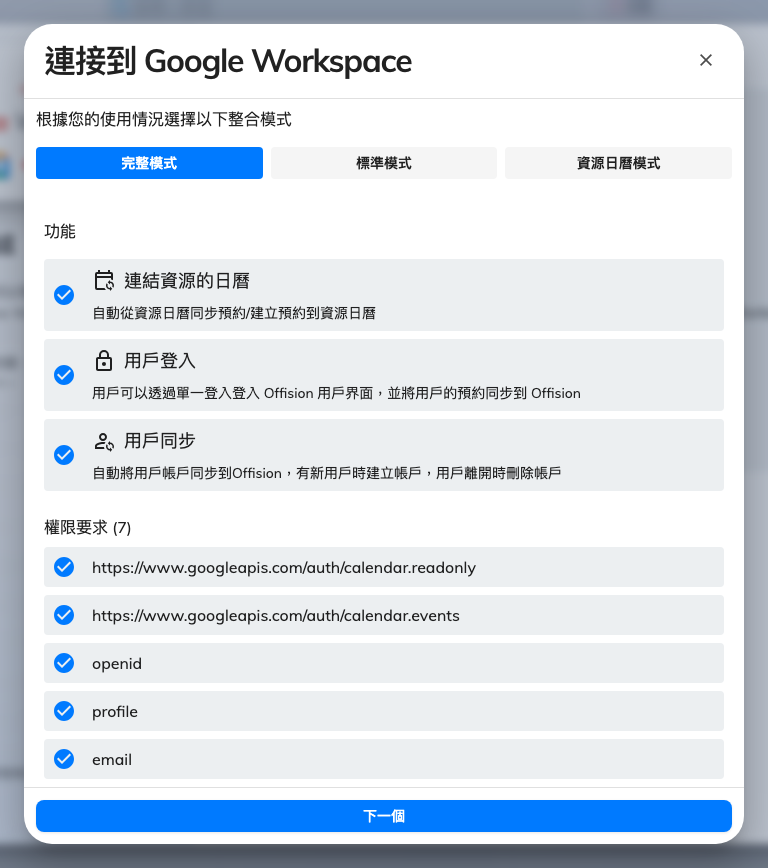 連接到 Google Workspace
根據您的使用情況選擇以下整合模式
完整模式
標準模式
資源日曆模式
功能
連結資源的日曆
自動從資源日曆同步預約/建立預約到資源日曆
用戶登入
用戶可以透過單一登入登入 Offision 用戶界面，並將用戶的預約同步到 Offision
用戶同步
自動將用戶帳戶同步到Offision，有新用戶時建立帳戶，用戶離開時刪除帳戶
權限要求 (7)
https://www.googleapis.com/auth/calendar.readonly
https://www.googleapis.com/auth/calendar.events
openid
profile
email
下一個